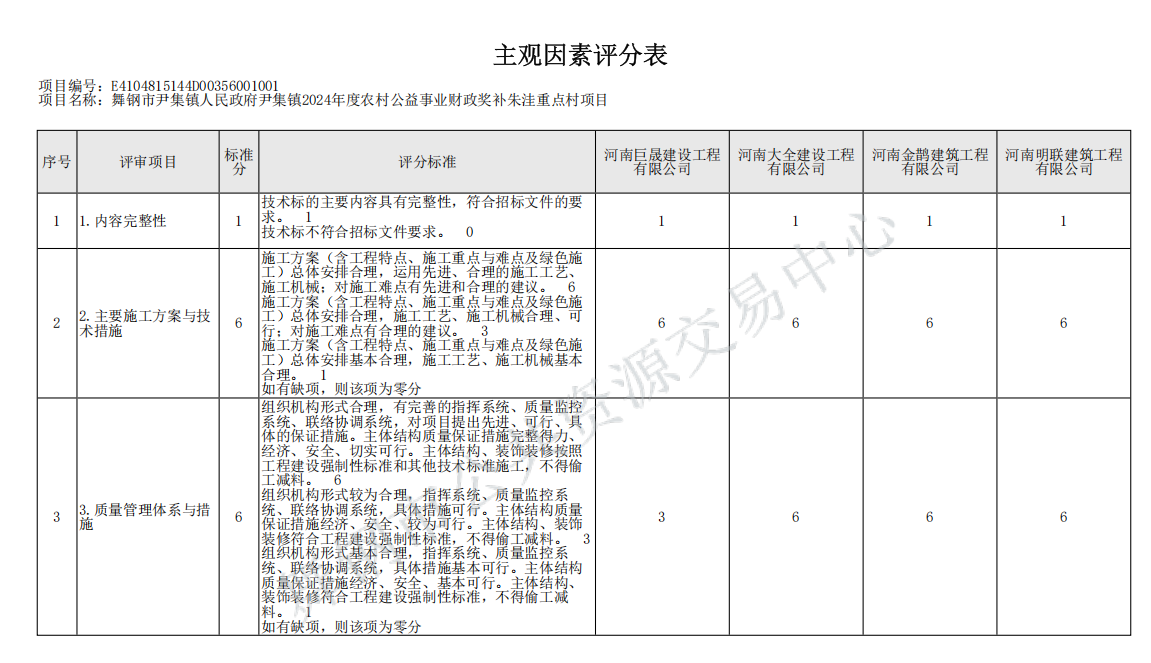 主观因素评分表
项目编号：E4104815144D00356001001
项目名称：舞钢市尹集镇人民政府尹集镇2024年度农村公益事业财政奖补朱洼重点村项目
序号
评审项目
标准
分
评分标准
河南巨晟建设工程
有限公司
河南大全建设工程
有限公司
河南金鹊建筑工程
有限公司
河南明联建筑工程
有限公司
1
1.内容完整性
1
技术标的主要内容具有完整性，符合招标文件的要
求。 1
技术标不符合招标文件要求。 0
1
1
1
1
2
2.主要施工方案与技
术措施
6
施工方案（含工程特点、施工重点与难点及绿色施
工）总体安排合理，运用先进、合理的施工工艺、
施工机械；对施工难点有先进和合理的建议。 6
施工方案（含工程特点、施工重点与难点及绿色施
工）总体安排合理，施工工艺、施工机械合理、可
行；对施工难点有合理的建议。 3
施工方案（含工程特点、施工重点与难点及绿色施
工）总体安排基本合理，施工工艺、施工机械基本
合理。 1
如有缺项，则该项为零分
6
6
6
6
3
3.质量管理体系与措
施
6
组织机构形式合理，有完善的指挥系统、质量监控
系统、联络协调系统，对项目提出先进、可行、具
体的保证措施。主体结构质量保证措施完整得力、
经济、安全、切实可行。主体结构、装饰装修按照
工程建设强制性标准和其他技术标准施工，不得偷
工减料。 6
组织机构形式较为合理，指挥系统、质量监控系
统、联络协调系统，具体措施可行。主体结构质量
保证措施经济、安全、较为可行。主体结构、装饰
装修符合工程建设强制性标准，不得偷工减料。 3
组织机构形式基本合理，指挥系统、质量监控系
统、联络协调系统，具体措施基本可行。主体结构
质量保证措施经济、安全、基本可行。主体结构、
装饰装修符合工程建设强制性标准，不得偷工减
料。 1
如有缺项，则该项为零分
3
6
6
6
公共资源交易中心